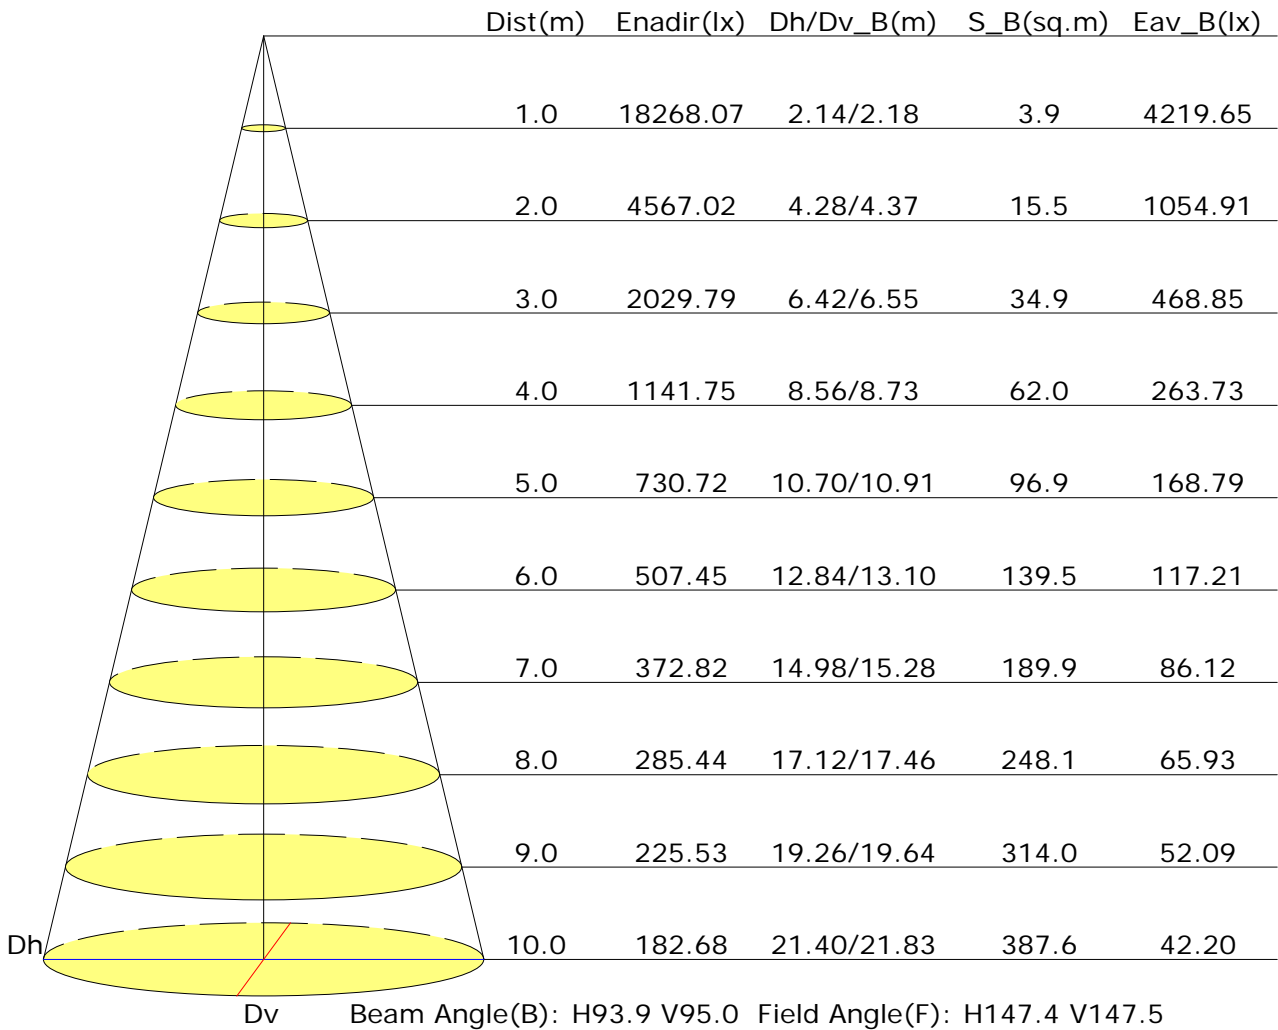 Dist(m) Enadir(lx) Dh/Dv_B(m) S_B(sq.m) Eav_B(lx)
1.0 18268.07 2.14/2.18 3.9 4219.65
2.0 4567.02 4.28/4.37 15.5 1054.91
3.0 2029.79 6.42/6.55 34.9 468.85
4.0 1141.75 8.56/8.73 62.0 263.73
5.0 730.72 10.70/10.91 96.9 168.79
6.0 507.45 12.84/13.10 139.5 117.21
7.0 372.82 14.98/15.28 189.9 86.12
8.0 285.44 17.12/17.46 248.1 65.93
9.0 225.53 19.26/19.64 314.0 52.09
Dh 10.0 182.68 21.40/21.83 387.6 42.20
Dv Beam Angle(B): H93.9 V95.0 Field Angle(F): H147.4 V147.5